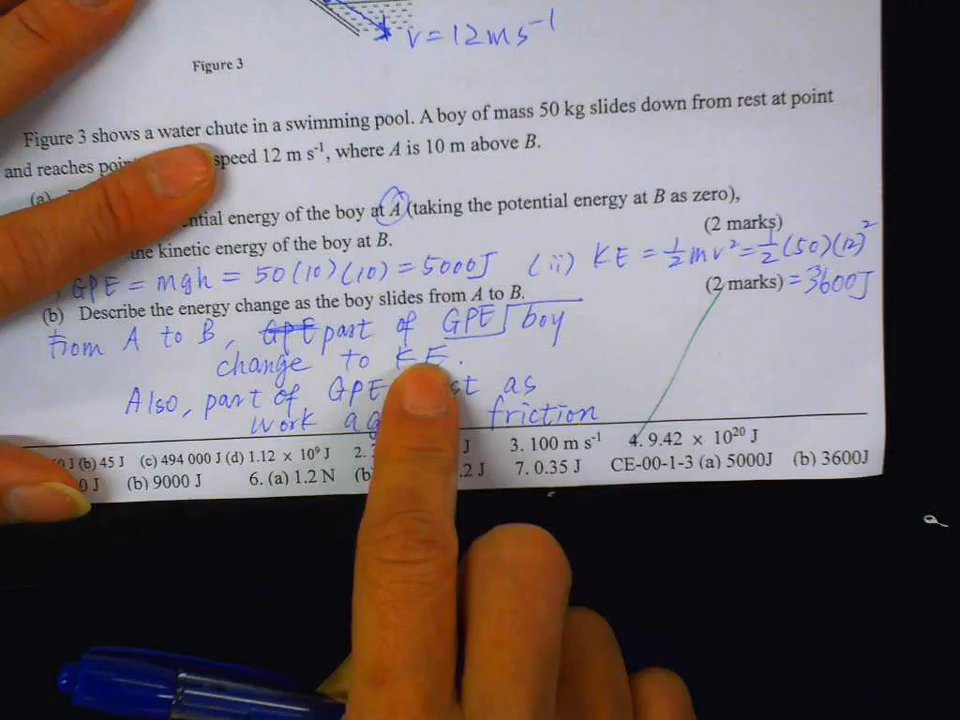 v = 12 m s⁻¹
Figure 3
Figure 3 shows a water chute in a swimming pool. A boy of mass 50 kg slides down from rest at point
and reaches speed 12 m s⁻¹, where A is 10 m above B.
(a)
potential energy of the boy at A (taking the potential energy at B as zero),
(2 marks)
the kinetic energy of the boy at B.
GPE = mgh = 50(10)(10) = 5000J (ii) KE = ½mv² = ½(50)(12)²
(2 marks) = 3600J
(b) Describe the energy change as the boy slides from A to B.
from A to B, GPE part of GPE boy
change to KE.
Also, part of GPE as
work friction
J (b) 45 J (c) 494 000 J (d) 1.12 × 10⁹ J 2. J 3. 100 m s⁻¹ 4. 9.42 × 10²⁰ J
0 J (b) 9000 J 6. (a) 1.2 N (b) .2 J 7. 0.35 J CE-00-1-3 (a) 5000J (b) 3600J